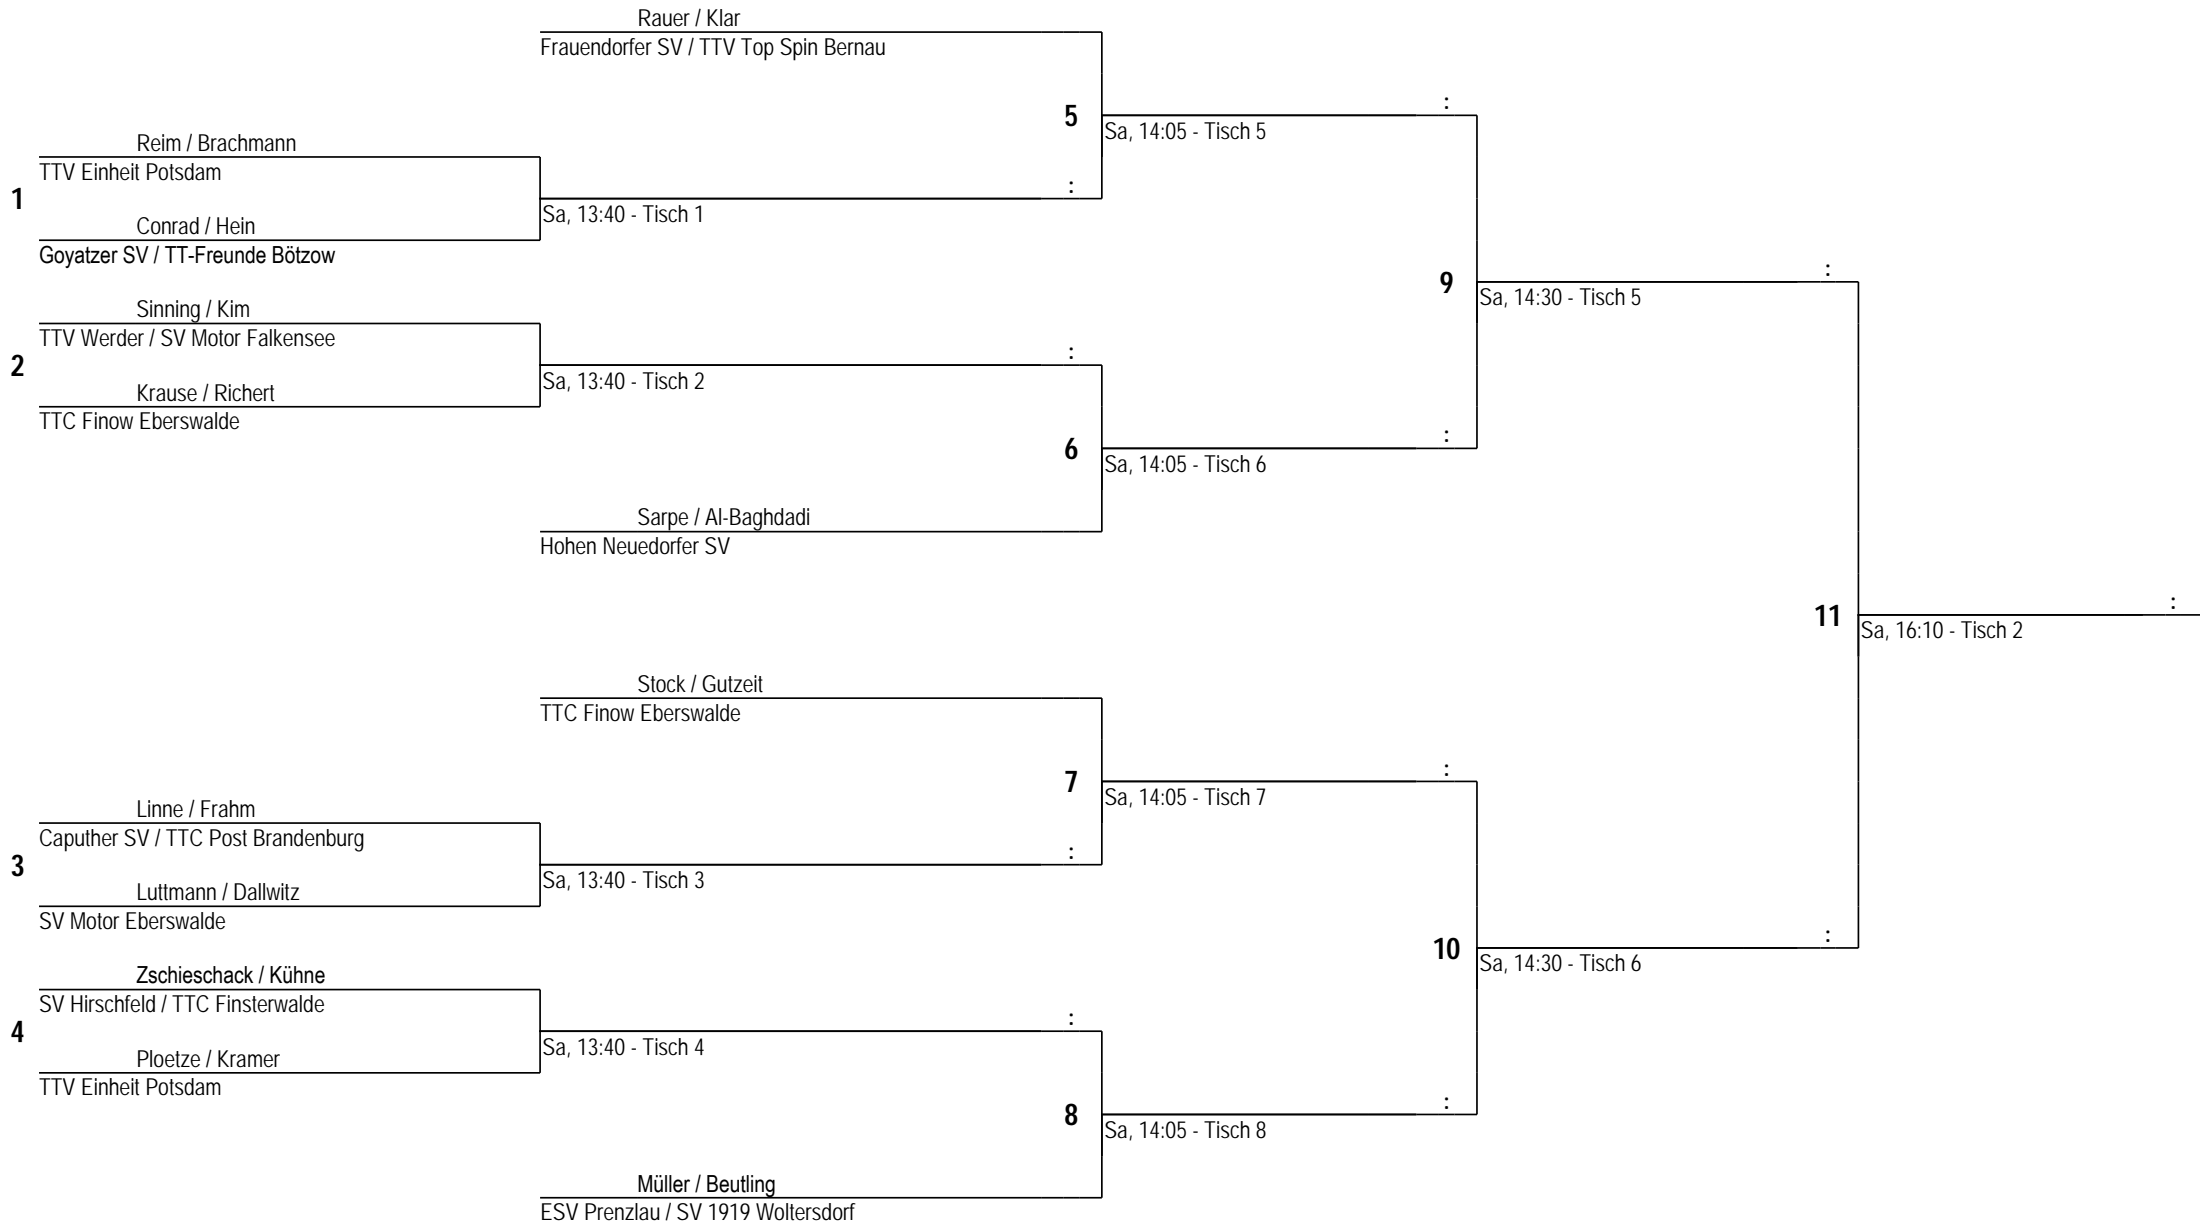 Rauer / Klar
Frauendorfer SV / TTV Top Spin Bernau
:
5
Sa, 14:05 - Tisch 5
Reim / Brachmann
TTV Einheit Potsdam
:
1
Sa, 13:40 - Tisch 1
Conrad / Hein
Goyatzer SV / TT-Freunde Bötzow
:
9
Sa, 14:30 - Tisch 5
Sinning / Kim
TTV Werder / SV Motor Falkensee
:
2
Sa, 13:40 - Tisch 2
Krause / Richert
TTC Finow Eberswalde
:
6
Sa, 14:05 - Tisch 6
Sarpe / Al-Baghdadi
Hohen Neuedorfer SV
:
11
Sa, 16:10 - Tisch 2
Stock / Gutzeit
TTC Finow Eberswalde
:
7
Sa, 14:05 - Tisch 7
Linne / Frahm
Caputher SV / TTC Post Brandenburg
:
3
Sa, 13:40 - Tisch 3
Luttmann / Dallwitz
SV Motor Eberswalde
:
10
Sa, 14:30 - Tisch 6
Zschieschack / Kühne
SV Hirschfeld / TTC Finsterwalde
:
4
Sa, 13:40 - Tisch 4
Ploetze / Kramer
TTV Einheit Potsdam
:
8
Sa, 14:05 - Tisch 8
Müller / Beutling
ESV Prenzlau / SV 1919 Woltersdorf